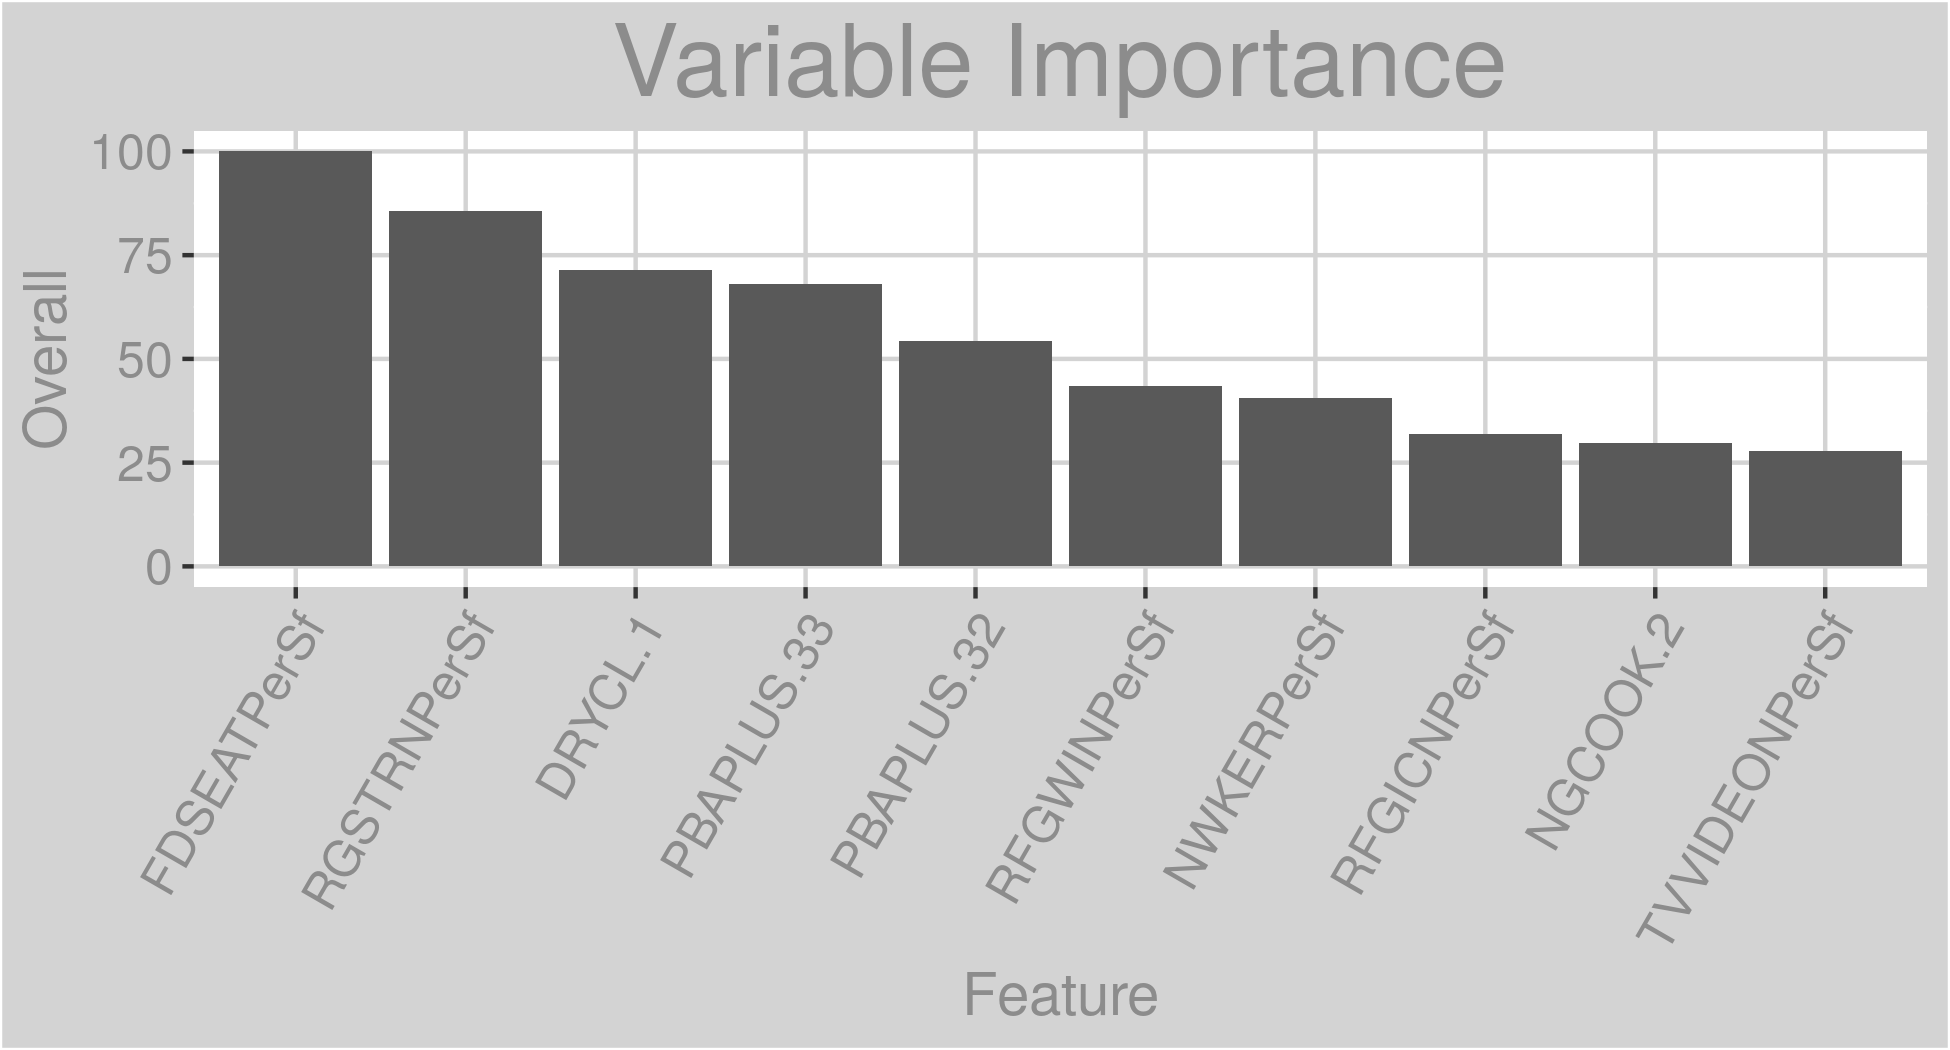 Variable Importance
Overall
100
75
50
25
0
FDSEATPerSf
RGSTRNPerSf
DRYCL.1
PBAPLUS.33
PBAPLUS.32
RFGWINPerSf
NWKERPerSf
RFGICNPerSf
NGCOOK.2
TVVIDEONPerSf
Feature